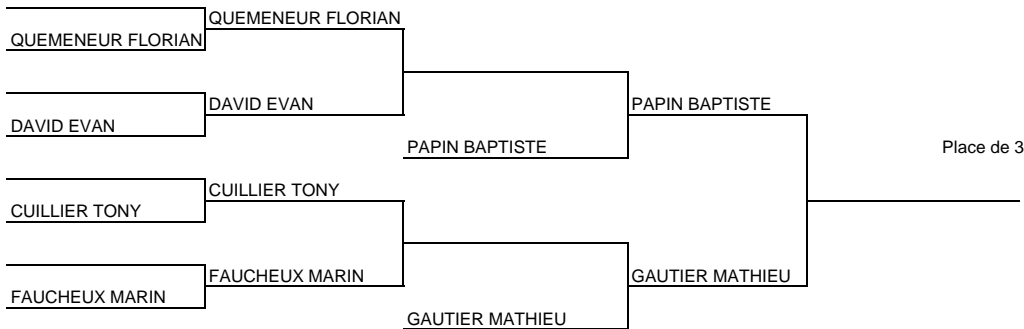 QUEMENEUR FLORIAN
QUEMENEUR FLORIAN
DAVID EVAN
PAPIN BAPTISTE
DAVID EVAN
PAPIN BAPTISTE
Place de 3
CUILLIER TONY
CUILLIER TONY
FAUCHEUX MARIN
GAUTIER MATHIEU
FAUCHEUX MARIN
GAUTIER MATHIEU